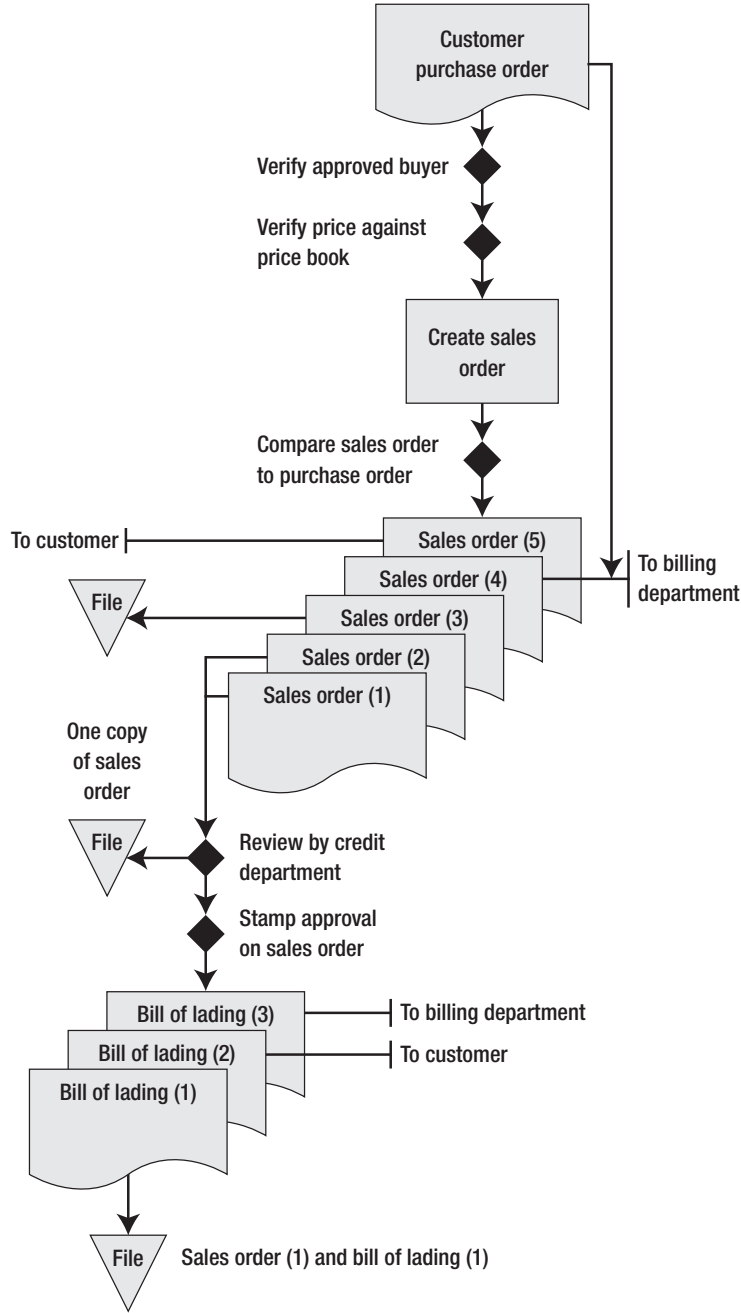 Customer
purchase order
Verify approved buyer
Verify price against
price book
Create sales
order
Compare sales order
to purchase order
To customer
Sales order (5)
To billing
department
Sales order (4)
File
Sales order (3)
Sales order (2)
Sales order (1)
One copy
of sales
order
File
Review by credit
department
Stamp approval
on sales order
Bill of lading (3)
To billing department
Bill of lading (2)
To customer
Bill of lading (1)
File
Sales order (1) and bill of lading (1)